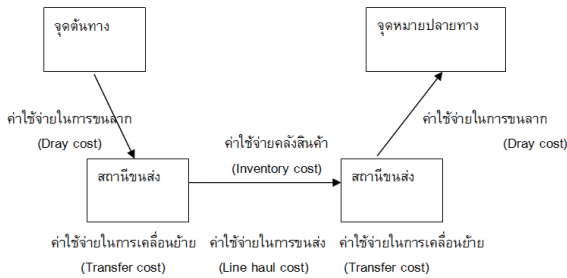 จุดต้นทาง
จุดหมายปลายทาง
ค่าใช้จ่ายในการขนลาก
(Dray cost)
ค่าใช้จ่ายคลังสินค้า
(Inventory cost)
ค่าใช้จ่ายในการขนลาก
(Dray cost)
สถานีขนส่ง
สถานีขนส่ง
ค่าใช้จ่ายในการเคลื่อนย้าย
(Transfer cost)
ค่าใช้จ่ายในการขนส่ง
(Line haul cost)
ค่าใช้จ่ายในการเคลื่อนย้าย
(Transfer cost)